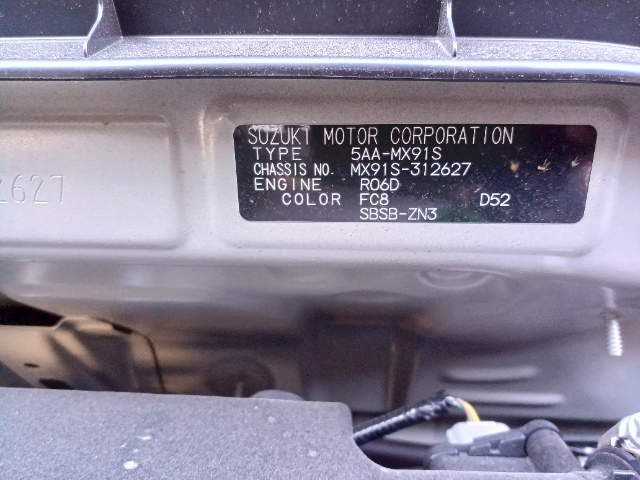 SUZUKI MOTOR CORPORATION
TYPE 5AA-MX91S
CHASSIS NO. MX91S-312627
ENGINE R06D
COLOR FC8 D52
SBSB-ZN3
2627